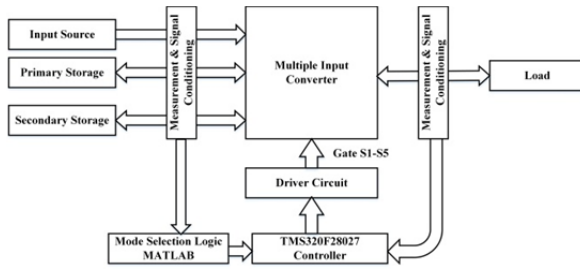 Input Source
Primary Storage
Secondary Storage
Measurement & Signal
Conditioning
Multiple Input
Converter
Measurement & Signal
Conditioning
Load
Gate S1-S5
Driver Circuit
Mode Selection Logic
MATLAB
TMS320F28027
Controller